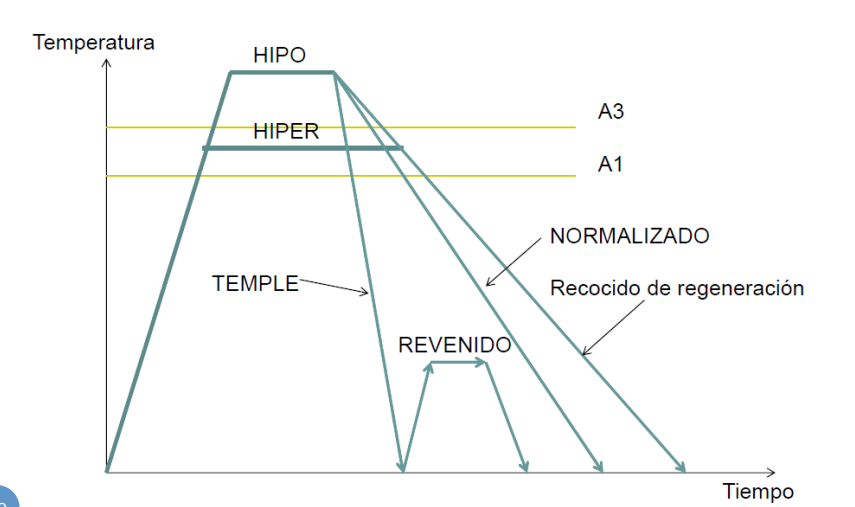 Temperatura
HIPO
A3
HIPER
A1
NORMALIZADO
TEMPLE
Recocido de regeneración
REVENIDO
Tiempo